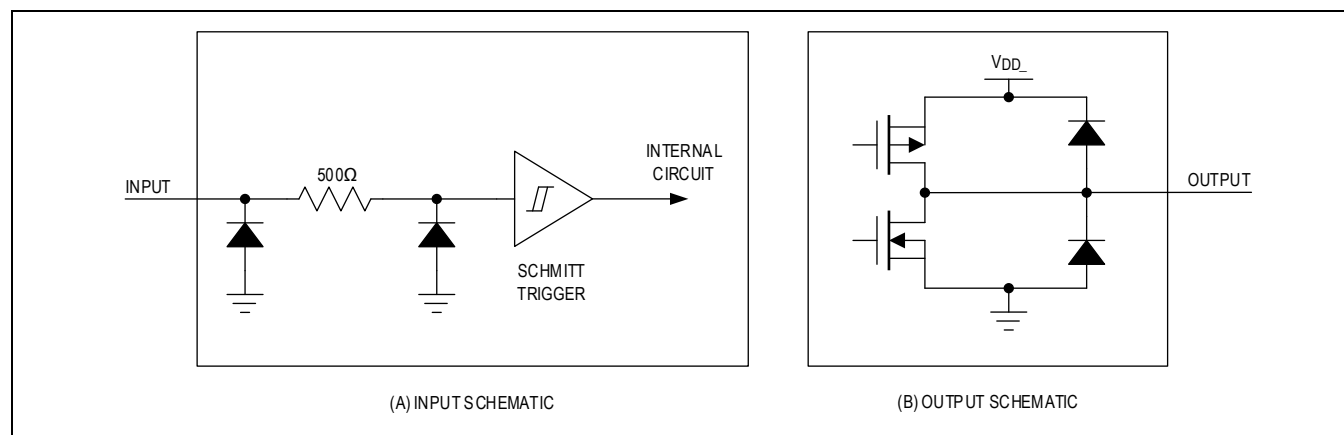 INPUT
500Ω
SCHMITT
TRIGGER
INTERNAL
CIRCUIT
(A) INPUT SCHEMATIC
VDD_
OUTPUT
(B) OUTPUT SCHEMATIC